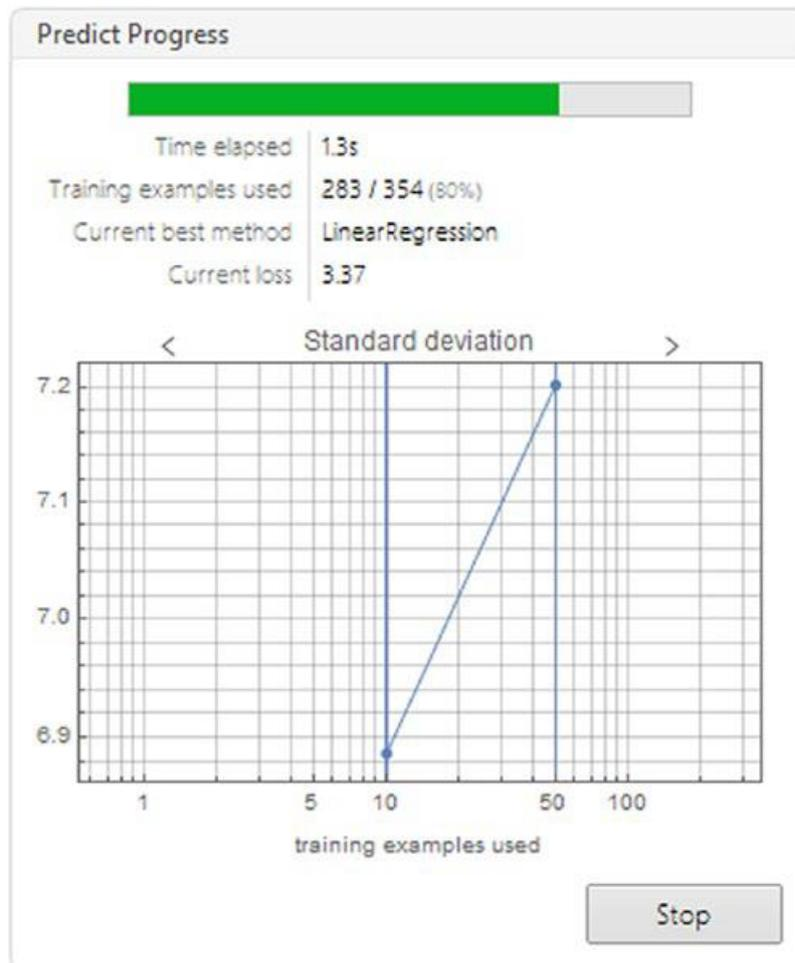 Predict Progress
Time elapsed 1.3s
Training examples used 283 / 354 (80%)
Current best method LinearRegression
Current loss 3.37
< Standard deviation >
7.2
7.1
7.0
6.9
1 5 10 50 100
training examples used
Stop